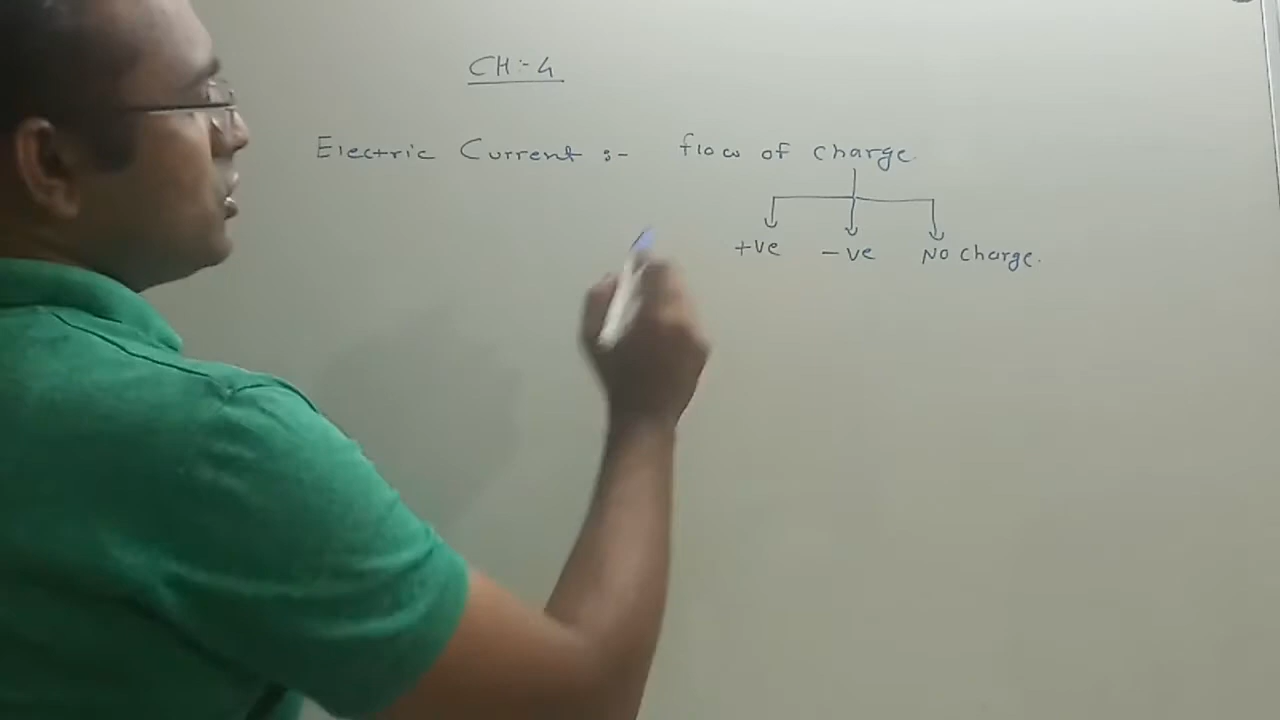 CH:- 4
Electric Current :- flow of charge.
+ve -ve No charge.